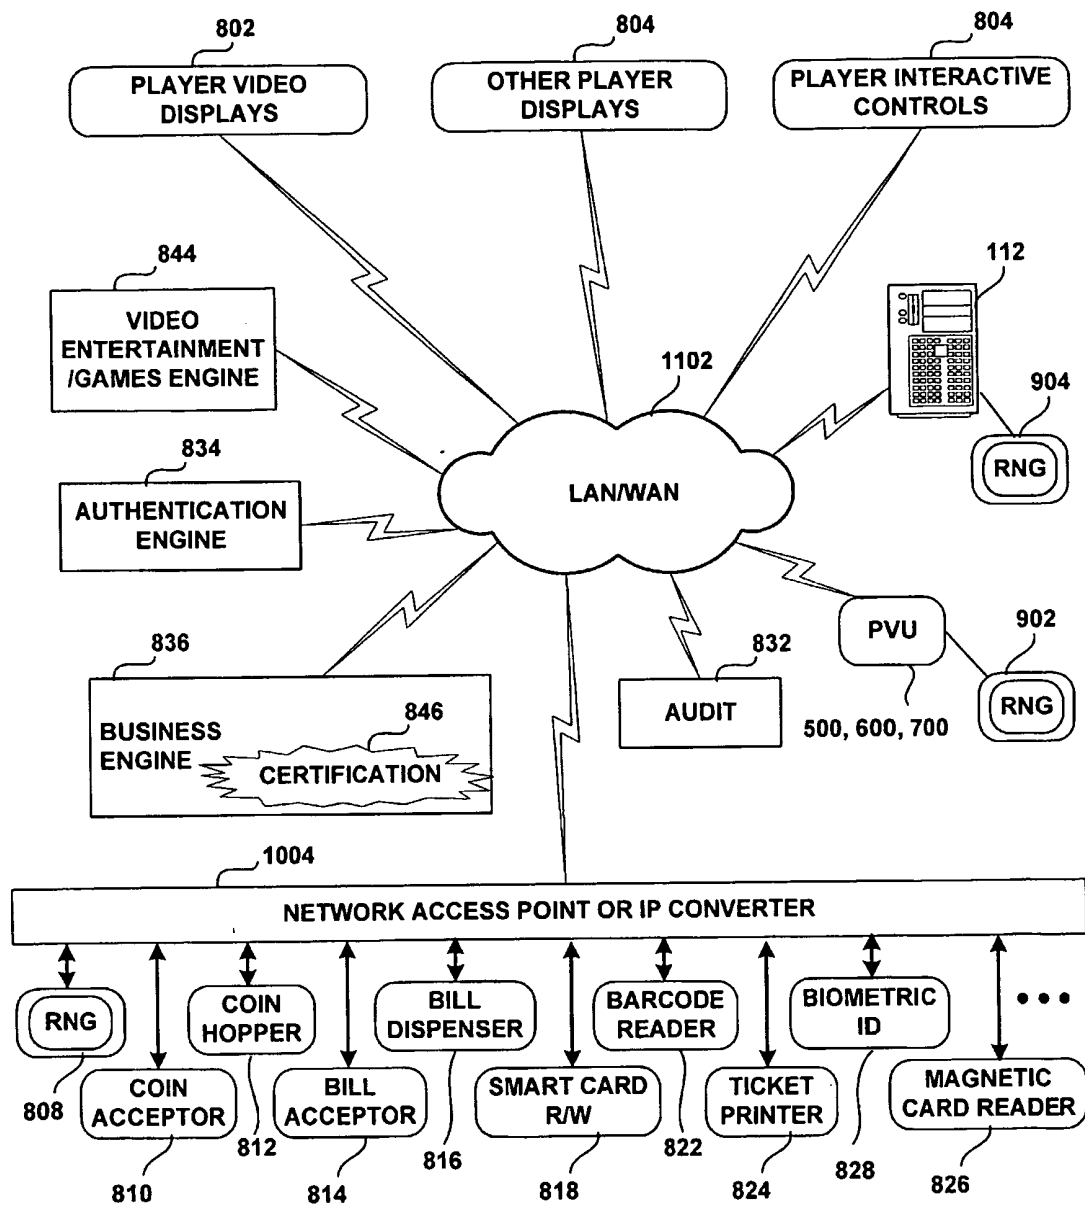 802
804
804
PLAYER VIDEO
DISPLAYS
OTHER PLAYER
DISPLAYS
PLAYER INTERACTIVE
CONTROLS
844
112
VIDEO
ENTERTAINMENT
/GAMES ENGINE
1102
904
RNG
834
AUTHENTICATION
ENGINE
LAN/WAN
836
832
PVU
902
RNG
BUSINESS
ENGINE
846
CERTIFICATION
AUDIT
500, 600, 700
1004
NETWORK ACCESS POINT OR IP CONVERTER
RNG
COIN
HOPPER
BILL
DISPENSER
BARCODE
READER
BIOMETRIC
ID
COIN
ACCEPTOR
BILL
ACCEPTOR
SMART CARD
R/W
TICKET
PRINTER
MAGNETIC
CARD READER
808
812
816
822
828
810
814
818
824
826